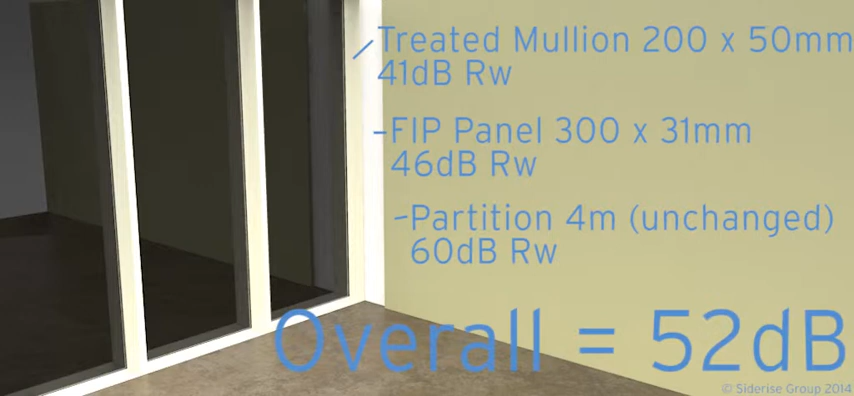 Treated Mullion 200 x 50mm
41dB Rw
FIP Panel 300 x 31mm
46dB Rw
Partition 4m (unchanged)
60dB Rw
Overall = 52dB
© Siderise Group 2014